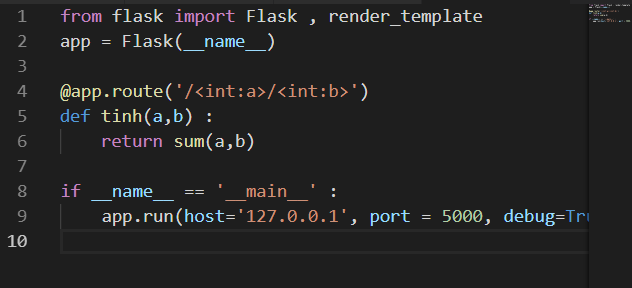 1 from flask import Flask , render_template
2 app = Flask(__name__)
3
4 @app.route('/<int:a>/<int:b>')
5 def tinh(a,b) :
6     return sum(a,b)
7
8 if __name__ == '__main__' :
9     app.run(host='127.0.0.1', port = 5000, debug=Tru
10